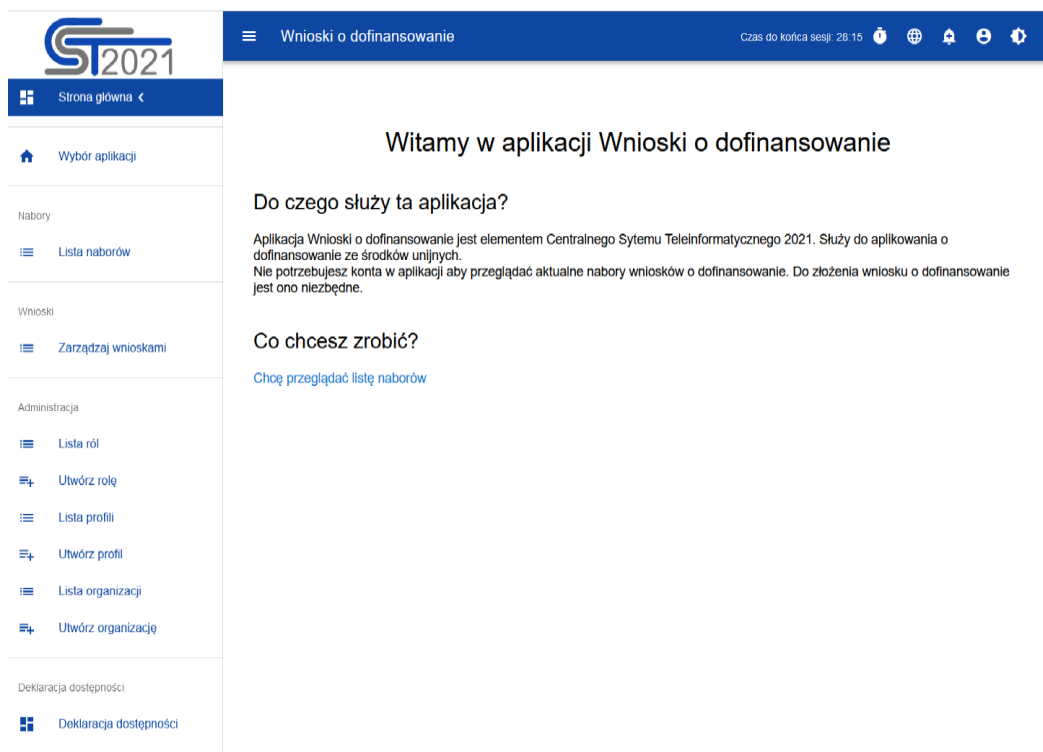 CST2021
Wnioski o dofinansowanie
Czas do końca sesji: 28:15
Strona główna
Wybór aplikacji
Nabory
Lista naborów
Wnioski
Zarządzaj wnioskami
Administracja
Lista ról
Utwórz rolę
Lista profili
Utwórz profil
Lista organizacji
Utwórz organizację
Deklaracja dostępności
Deklaracja dostępności
Witamy w aplikacji Wnioski o dofinansowanie
Do czego służy ta aplikacja?
Aplikacja Wnioski o dofinansowanie jest elementem Centralnego Sytemu Teleinformatycznego 2021. Służy do aplikowania o
dofinansowanie ze środków unijnych.
Nie potrzebujesz konta w aplikacji aby przeglądać aktualne nabory wniosków o dofinansowanie. Do złożenia wniosku o dofinansowanie
jest ono niezbędne.
Co chcesz zrobić?
Chcę przeglądać listę naborów